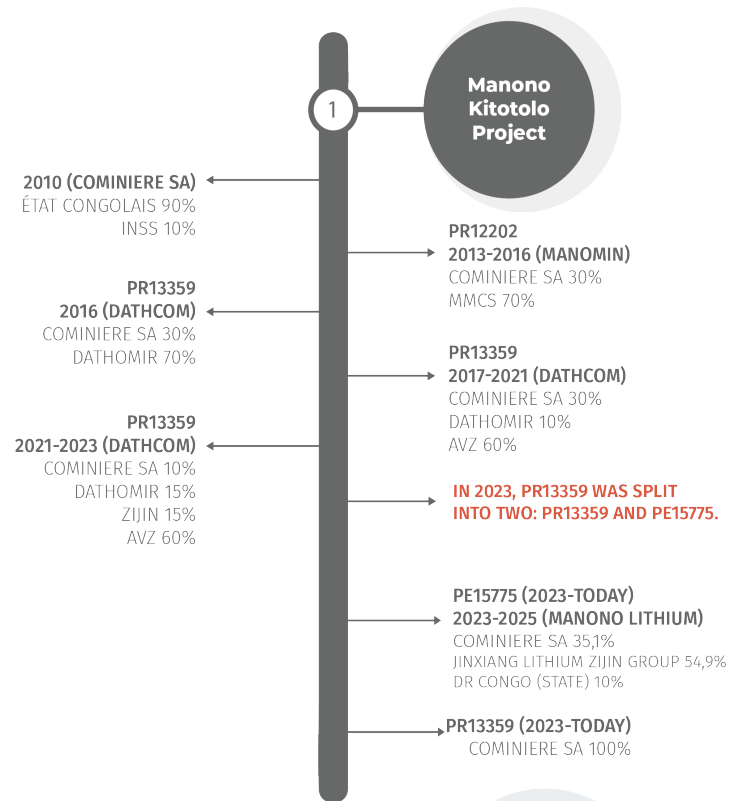 Manono
Kitotolo
Project
1
2010 (COMINIERE SA)
ÉTAT CONGOLAIS 90%
INSS 10%
PR12202
2013-2016 (MANOMIN)
COMINIERE SA 30%
MMCS 70%
PR13359
2016 (DATHCOM)
COMINIERE SA 30%
DATHOMIR 70%
PR13359
2017-2021 (DATHCOM)
COMINIERE SA 30%
DATHOMIR 10%
AVZ 60%
PR13359
2021-2023 (DATHCOM)
COMINIERE SA 10%
DATHOMIR 15%
ZIJIN 15%
AVZ 60%
IN 2023, PR13359 WAS SPLIT
INTO TWO: PR13359 AND PE15775.
PE15775 (2023-TODAY)
2023-2025 (MANONO LITHIUM)
COMINIERE SA 35,1%
JINXIANG LITHIUM ZIJIN GROUP 54,9%
DR CONGO (STATE) 10%
PR13359 (2023-TODAY)
COMINIERE SA 100%